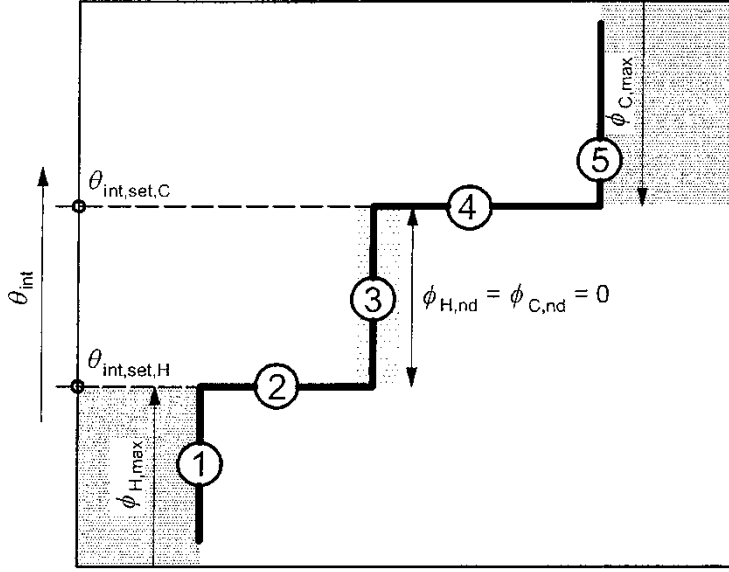 ϕC,max
5
θint,set,C
4
θint
3
ϕH,nd = ϕC,nd = 0
θint,set,H
2
ϕH,max
1